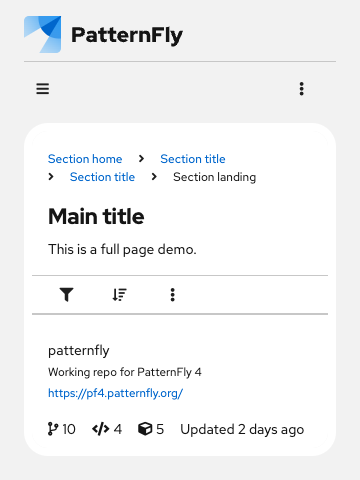 PatternFly
Section home > Section title
> Section title > Section landing
Main title
This is a full page demo.
patternfly
Working repo for PatternFly 4
https://pf4.patternfly.org/
10 4 5 Updated 2 days ago